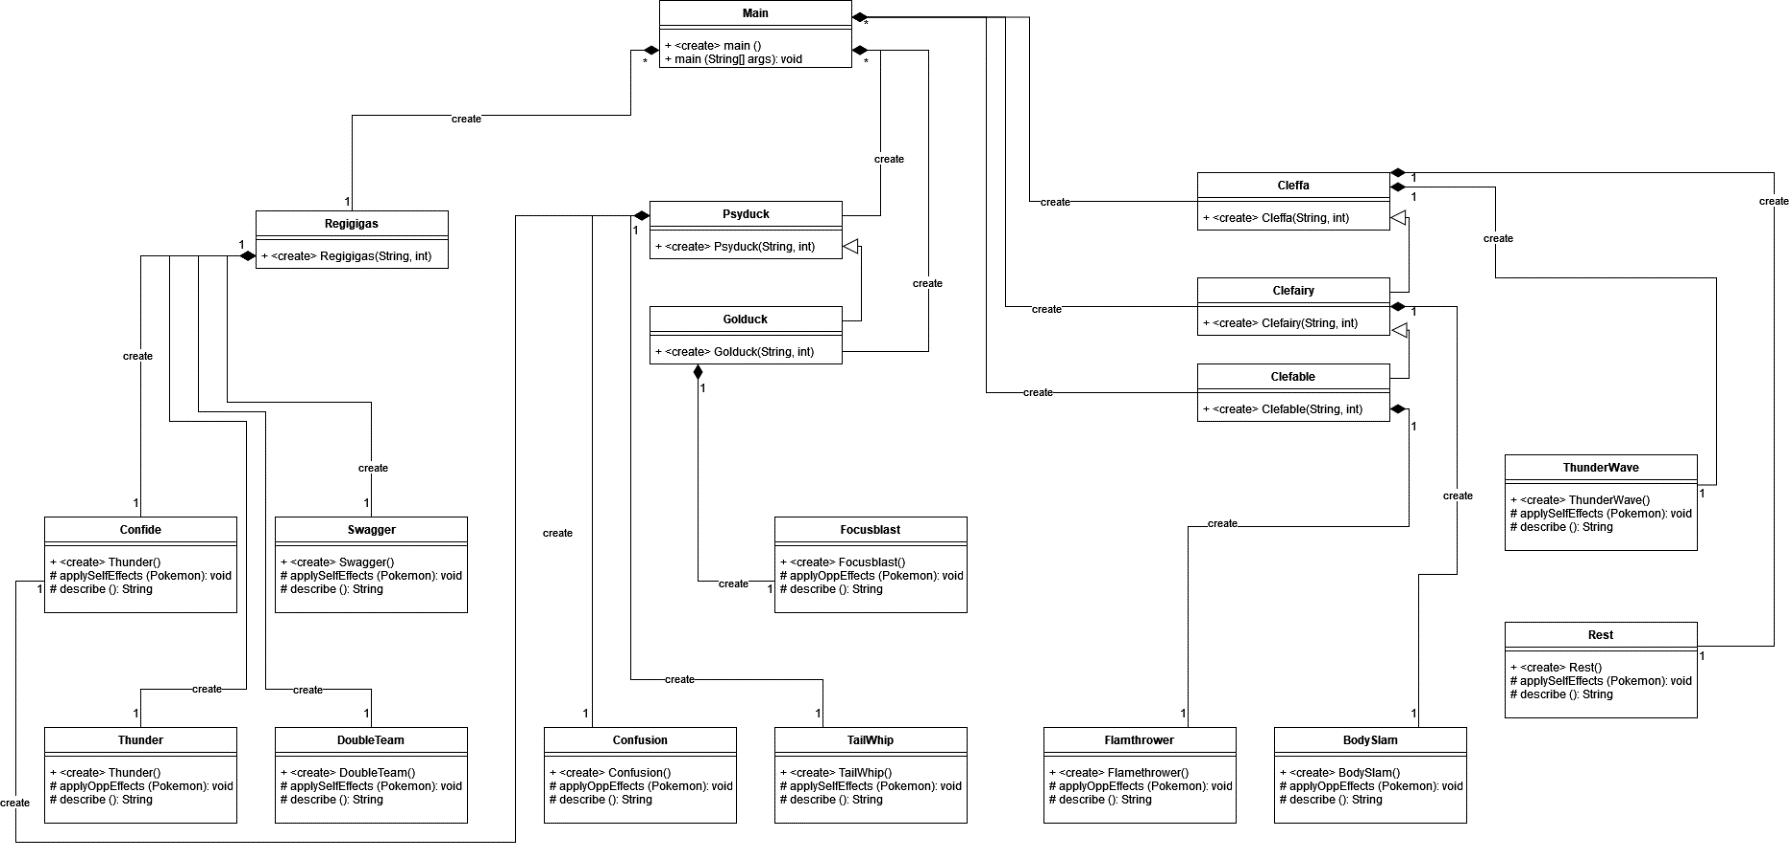 Main
+ <create> main ()
+ main (String[] args): void
*
*
*
create
1
Regigigas
+ <create> Regigigas(String, int)
1
create
Psyduck
+ <create> Psyduck(String, int)
1
create
Golduck
+ <create> Golduck(String, int)
1
create
Cleffa
+ <create> Cleffa(String, int)
1
1
create
create
create
Clefairy
+ <create> Clefairy(String, int)
1
create
Clefable
+ <create> Clefable(String, int)
1
create
create
create
create
create
ThunderWave
+ <create> ThunderWave()
# applySelfEffects (Pokemon): void
# describe (): String
1
1
Confide
+ <create> Thunder()
# applySelfEffects (Pokemon): void
# describe (): String
1
1
Swagger
+ <create> Swagger()
# applySelfEffects (Pokemon): void
# describe (): String
create
Focusblast
+ <create> Focusblast()
# applyOppEffects (Pokemon): void
# describe (): String
create
1
Rest
+ <create> Rest()
# applySelfEffects (Pokemon): void
# describe (): String
1
create
create
create
1
Thunder
+ <create> Thunder()
# applyOppEffects (Pokemon): void
# describe (): String
1
DoubleTeam
+ <create> DoubleTeam()
# applySelfEffects (Pokemon): void
# describe (): String
1
Confusion
+ <create> Confusion()
# applyOppEffects (Pokemon): void
# describe (): String
1
TailWhip
+ <create> TailWhip()
# applySelfEffects (Pokemon): void
# describe (): String
1
Flamthrower
+ <create> Flamethrower()
# applyOppEffects (Pokemon): void
# describe (): String
1
BodySlam
+ <create> BodySlam()
# applyOppEffects (Pokemon): void
# describe (): String
create